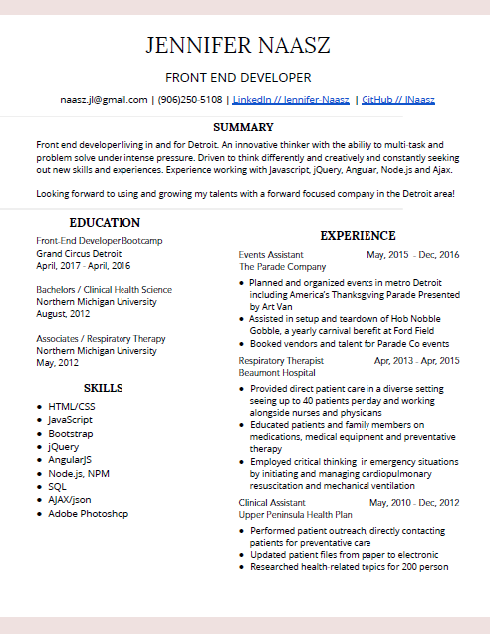 JENNIFER NAASZ
FRONT END DEVELOPER
naasz.jl@gmal.com | (906)250-5108 | LinkedIn // Jennifer-Naasz | GitHub // JNaasz
SUMMARY
Front end developer living in and for Detroit. An innovative thinker with the ability to multi-task and
problem solve under intense pressure. Driven to think differently and creatively and constantly seeking
out new skills and experiences. Experience working with Javascript, jQuery, Anguar, Node.js and Ajax.
Looking forward to using and growing my talents with a forward focused company in the Detroit area!
EDUCATION
Front-End Developer Bootcamp
Grand Circus Detroit
April, 2017 - April, 2016
Bachelors / Clinical Health Science
Northern Michigan University
August, 2012
Associates / Respiratory Therapy
Northern Michigan University
May, 2012
SKILLS
• HTML/CSS
• JavaScript
• Bootstrap
• jQuery
• AngularJS
• Node.js, NPM
• SQL
• AJAX/json
• Adobe Photoshop
EXPERIENCE
Events Assistant May, 2015 - Dec, 2016
The Parade Company
• Planned and organized events in metro Detroit
including America's Thanksgving Parade Presented
by Art Van
• Assisted in setup and teardown of Hob Nobble
Gobble, a yearly carnival benefit at Ford Field
• Booked vendors and talent for Parade Co events
Respiratory Therapist Apr, 2013 - Apr, 2015
Beaumont Hospital
• Provided direct patient care in a diverse setting
seeing up to 40 patients per day and working
alongside nurses and physicans
• Educated patients and family members on
medications, medical equipment and preventative
therapy
• Employed critical thinking in emergency situations
by initiating and managing cardiopulmonary
resuscitation and mechanical ventilation
Clinical Assistant May, 2010 - Dec, 2012
Upper Peninsula Health Plan
• Performed patient outreach directly contacting
patients for preventative care
• Updated patient files from paper to electronic
• Researched health-related topics for 200 person